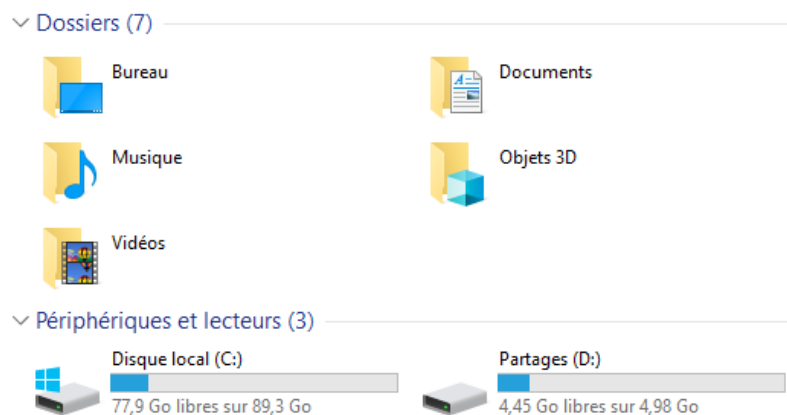 Dossiers (7)
Bureau
Documents
Musique
Objets 3D
Vidéos
Périphériques et lecteurs (3)
Disque local (C:)
Partages (D:)
77,9 Go libres sur 89,3 Go
4,45 Go libres sur 4,98 Go